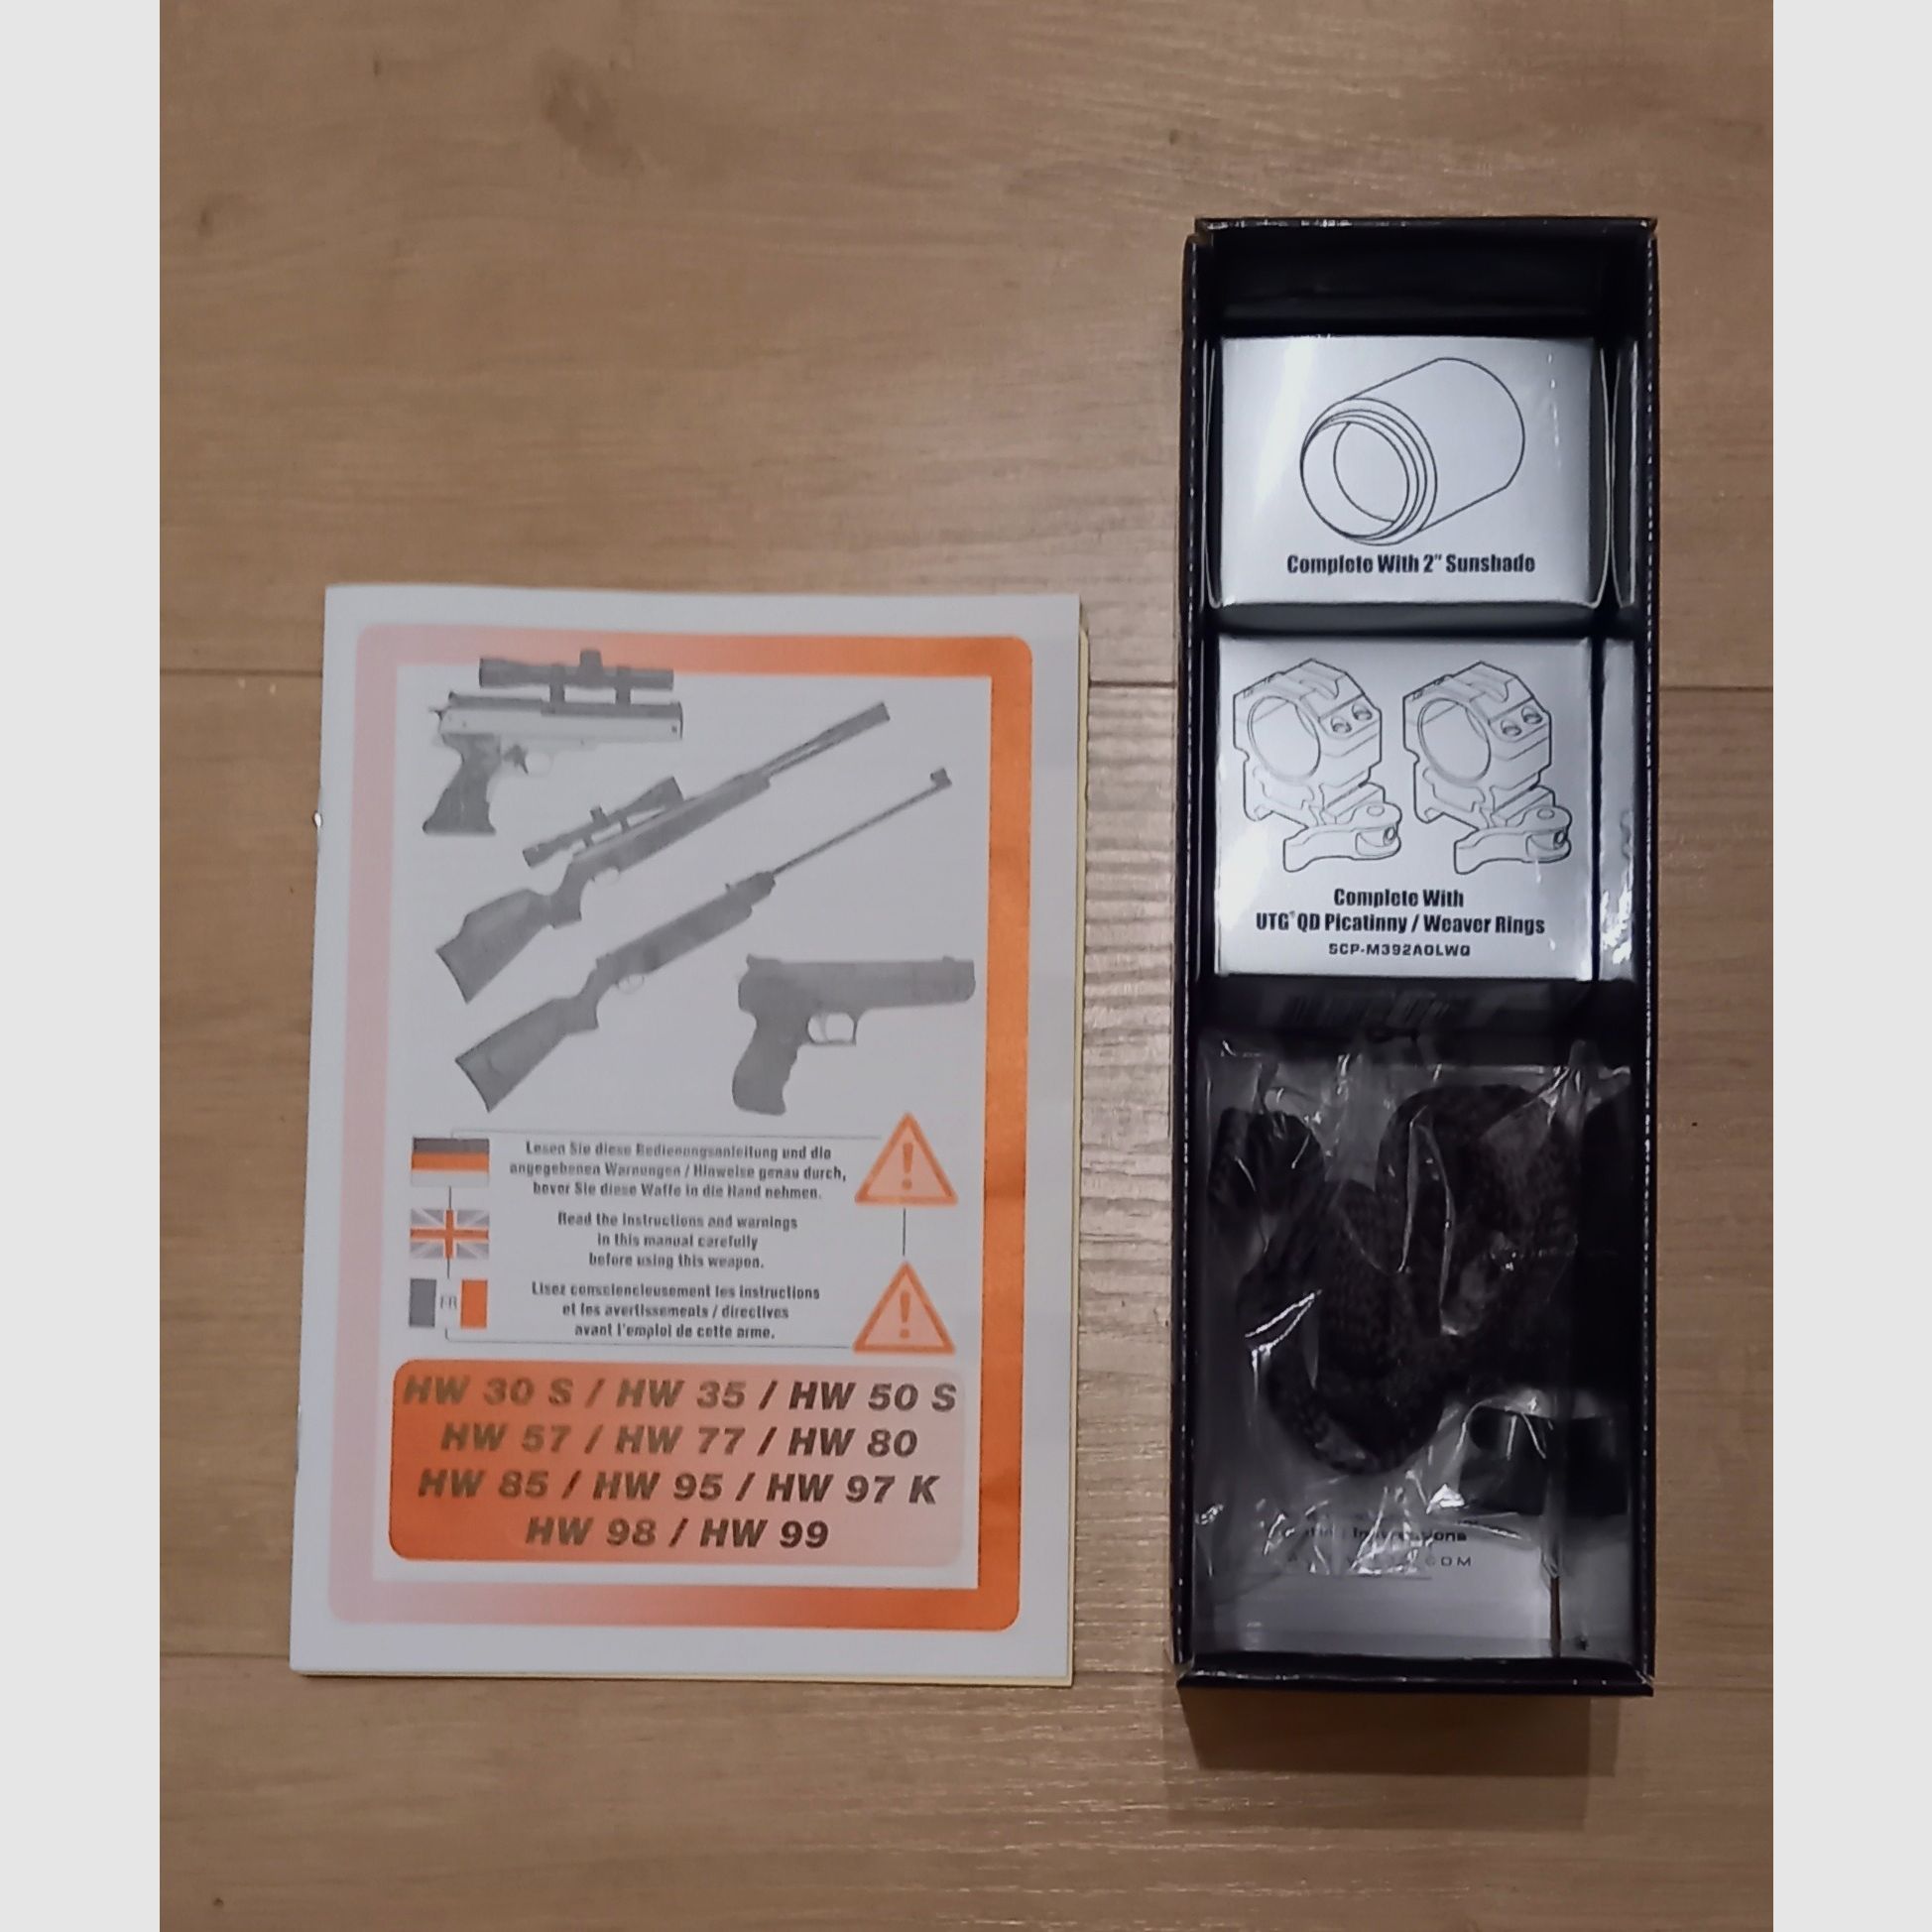 Lesen Sie diese Bedienungsanleitung und die
angegebenen Warnungen / Hinweise genau durch,
bevor Sie diese Waffe in die Hand nehmen.
Read the instructions and warnings
in this manual carefully
before using this weapon.
FR
Lisez consciencieusement les instructions
et les avertissements / directives
avant l'emploi de cette arme.
HW 30 S / HW 35 / HW 50 S
HW 57 / HW 77 / HW 80
HW 85 / HW 95 / HW 97 K
HW 98 / HW 99
Complete With 2" Sunshade
Complete With
UTG® QD Picatinny / Weaver Rings
SCP-M392AOLWQ